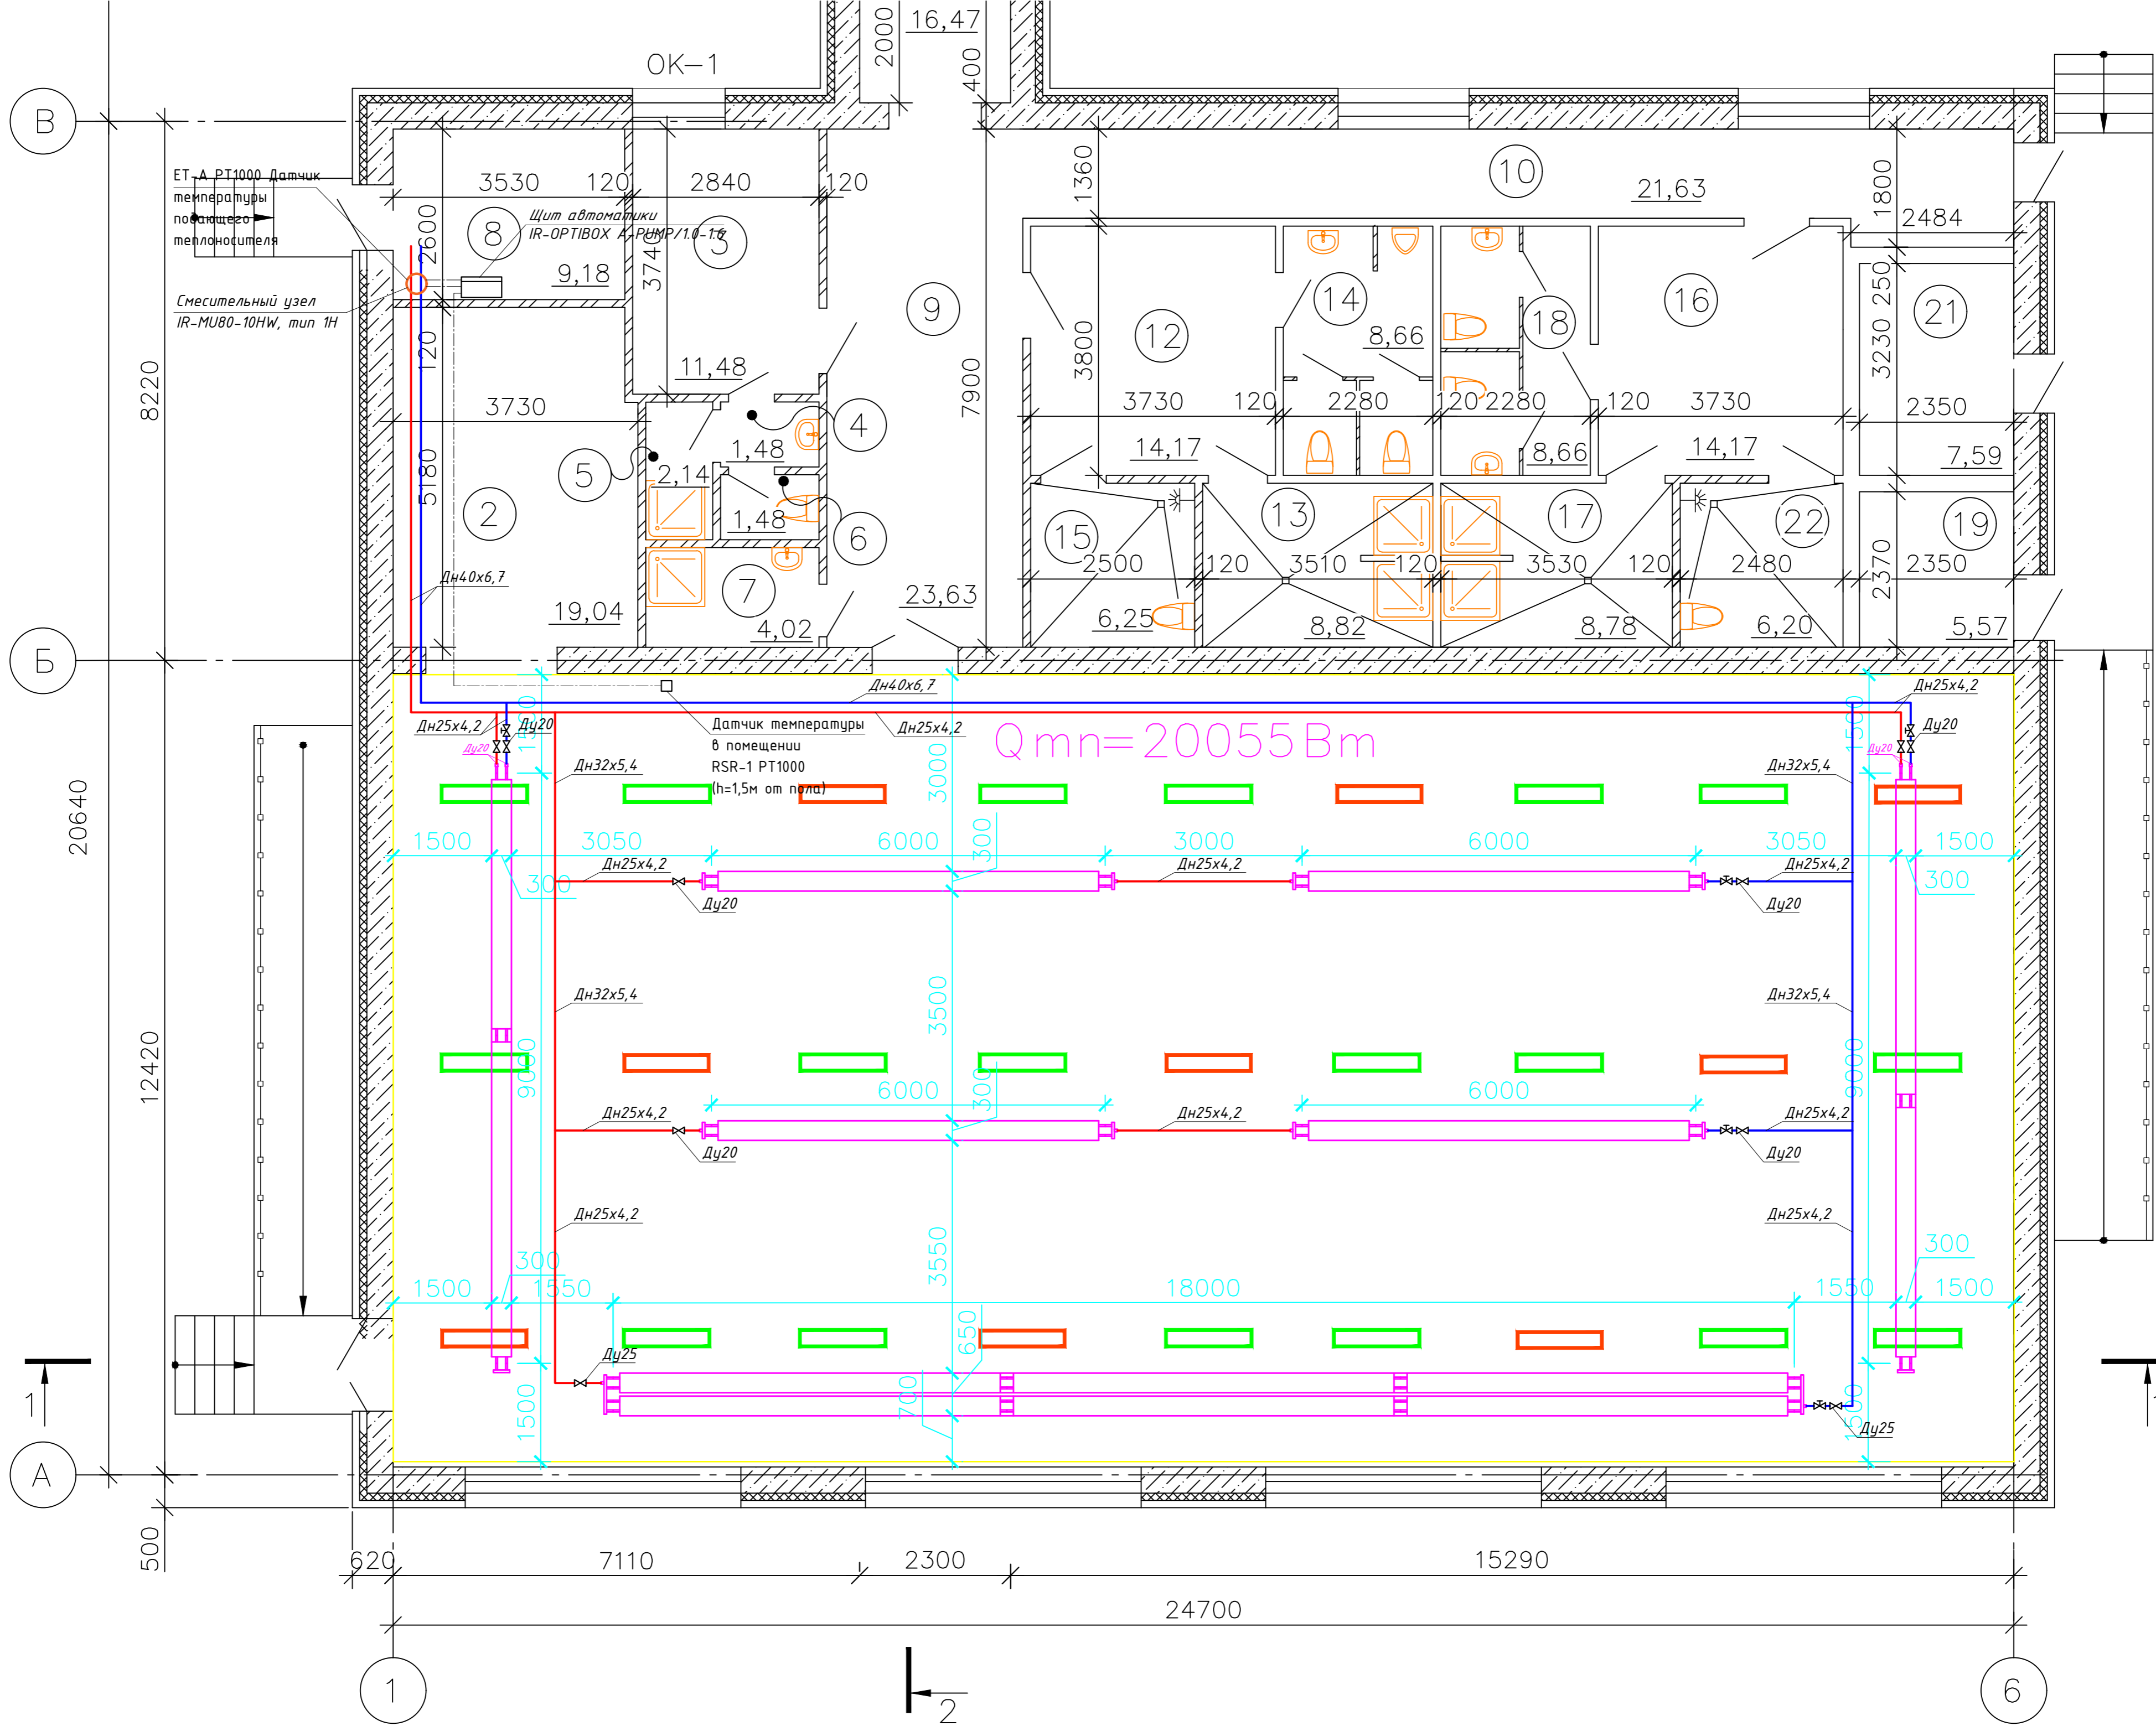 16,47
2000
400
ОК-1
В
ET-A PT1000 Датчик
температуры
подающего
теплоносителя
3530
120
2840
120
8
Щит автоматики
IR-OPTIBOX A-PUMP/1.0-1.6
3
2600
3740
9,18
Смесительный узел
IR-MU80-10HW, тип 1H
120
1360
10
21,63
1800
2484
9
12
14
18
16
21
250
3230
3800
8,66
8220
11,48
7900
3730
4
3730
120
2280
120
2280
120
3730
2350
1,48
14,17
8,66
14,17
7,59
5
2,14
5180
2
1,48
6
15
13
17
22
19
2500
120
3510
120
3530
120
2480
2370
2350
Дн40х6,7
7
23,63
19,04
4,02
6,25
8,82
8,78
6,20
5,57
Б
Дн40х6,7
Дн25х4,2
Дн25х4,2
Ду20
1500
Ду20
Датчик температуры
в помещении
RSR-1 PT1000
(h=1,5м от пола)
Дн25х4,2
Qтп=20055Вт
1500
Ду20
Ду20
3000
Дн32х5,4
Дн32х5,4
20640
1500
3050
6000
300
3000
6000
3050
1500
300
Дн25х4,2
Дн25х4,2
Дн25х4,2
300
Ду20
Ду20
Дн32х5,4
3500
Дн32х5,4
12420
9000
9000
6000
300
6000
Дн25х4,2
Дн25х4,2
Дн25х4,2
Ду20
Ду20
Дн25х4,2
Дн25х4,2
3550
300
300
1500
1550
18000
1550
1500
650
Ду25
1
1500
700
1500
Ду25
А
500
620
7110
2300
15290
24700
1
6
2